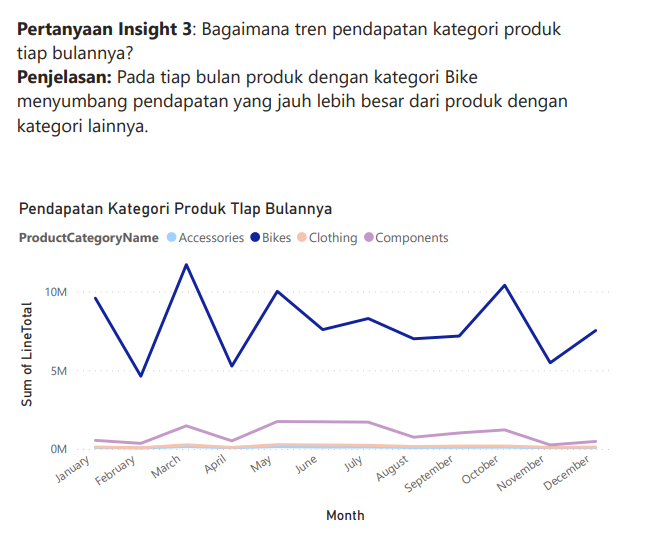 Pertanyaan Insight 3: Bagaimana tren pendapatan kategori produk
tiap bulannya?
Penjelasan: Pada tiap bulan produk dengan kategori Bike
menyumbang pendapatan yang jauh lebih besar dari produk dengan
kategori lainnya.
Pendapatan Kategori Produk TIap Bulannya
ProductCategoryName Accessories Bikes Clothing Components
10M
5M
0M
Sum of LineTotal
January
February
March
April
May
June
July
August
September
October
November
December
Month